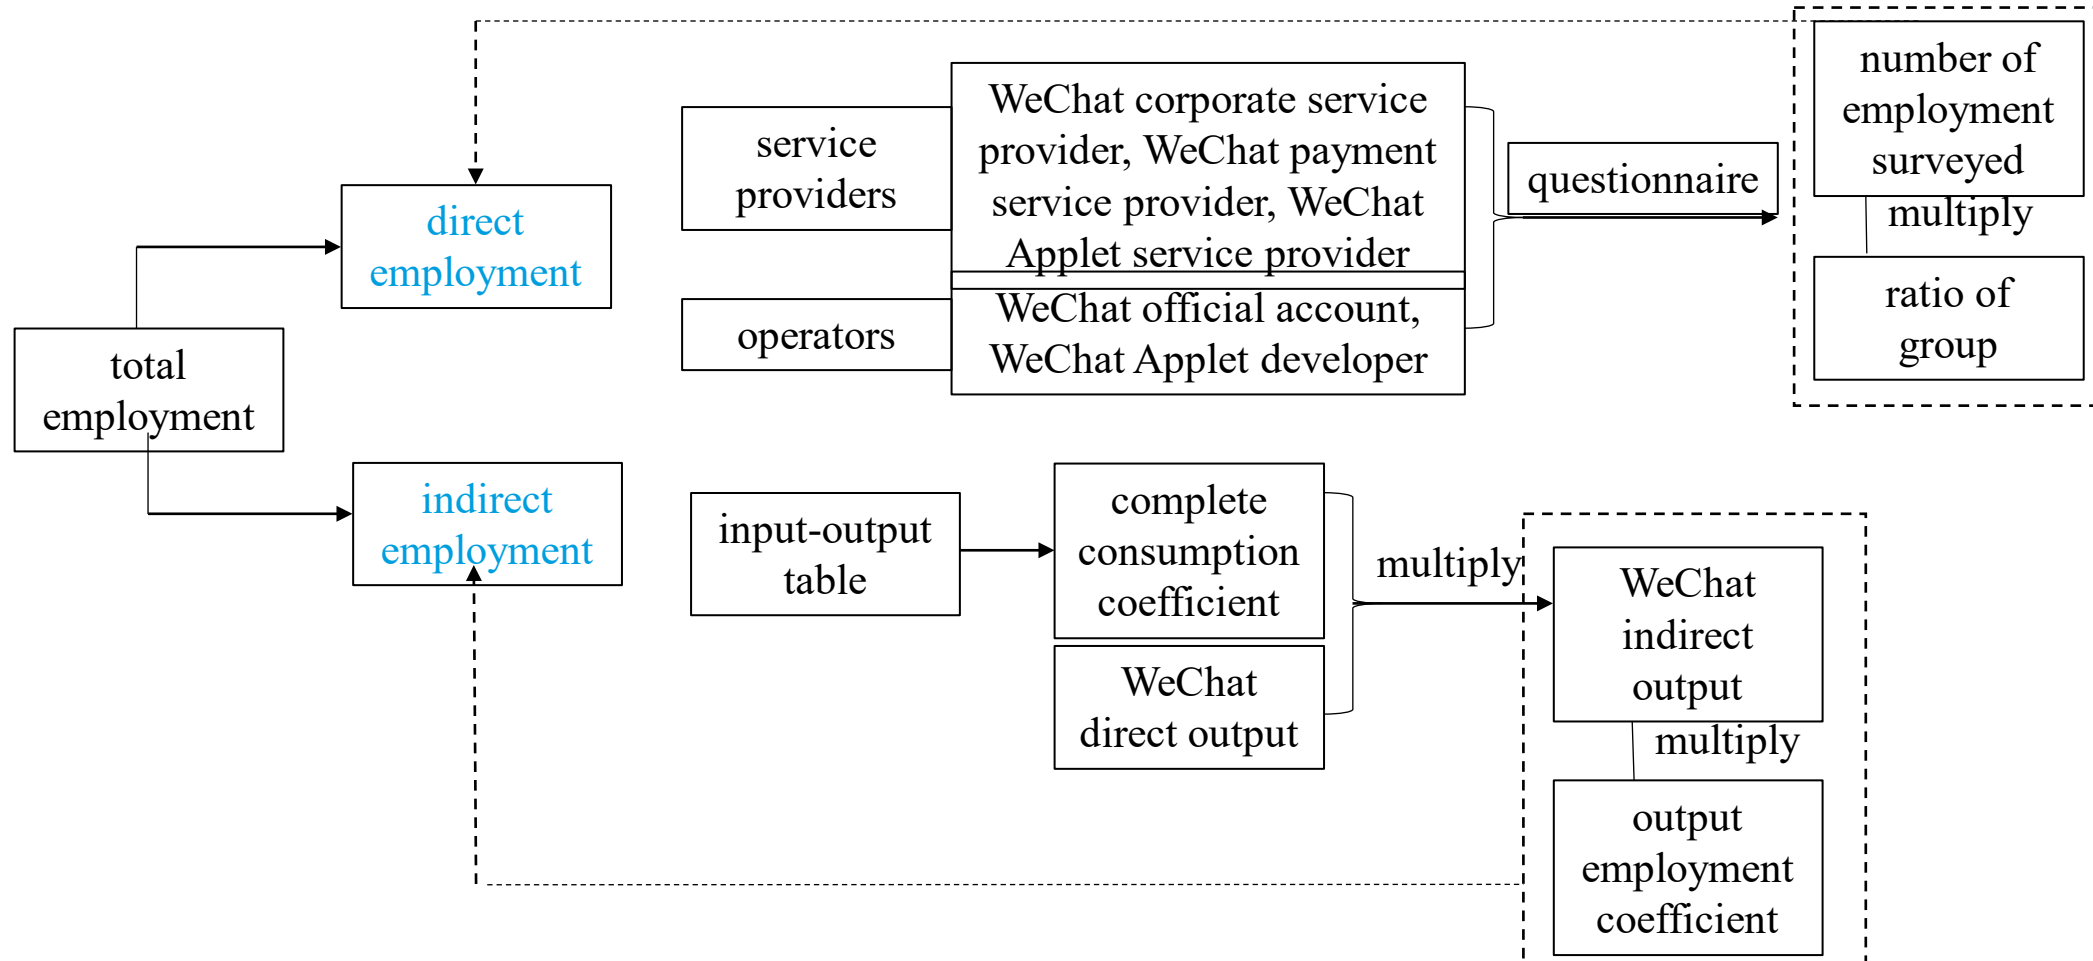 number of
employment
surveyed
multiply
ratio of
group
WeChat corporate service
provider, WeChat payment
service provider, WeChat
Applet service provider
service
providers
questionnaire
direct
employment
WeChat official account,
WeChat Applet developer
operators
total
employment
indirect
employment
input-output
table
complete
consumption
coefficient
multiply
WeChat
direct output
WeChat
indirect
output
multiply
output
employment
coefficient